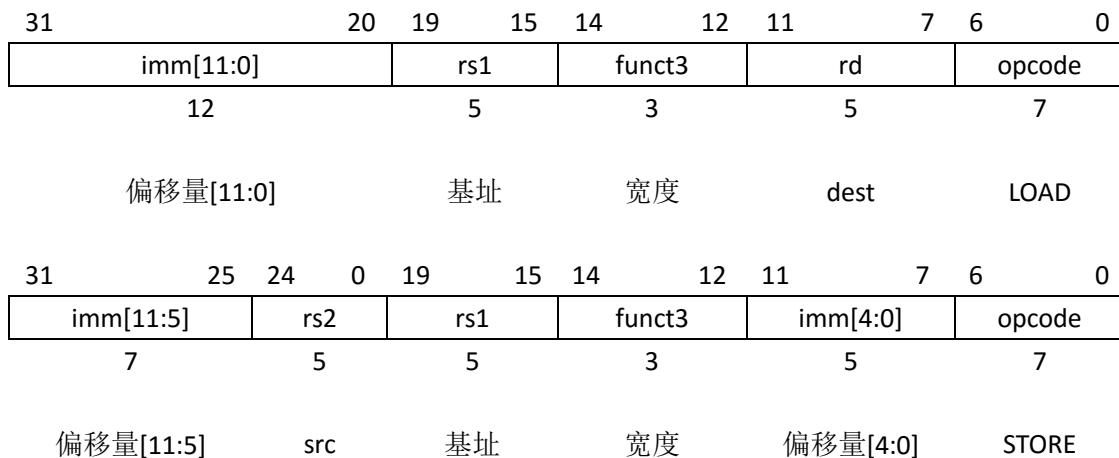 31 20 19 15 14 12 11 7 6 0
imm[11:0] rs1 funct3 rd opcode
12 5 3 5 7
偏移量[11:0] 基址 宽度 dest LOAD
31 25 24 0 19 15 14 12 11 7 6 0
imm[11:5] rs2 rs1 funct3 imm[4:0] opcode
7 5 5 3 5 7
偏移量[11:5] src 基址 宽度 偏移量[4:0] STORE